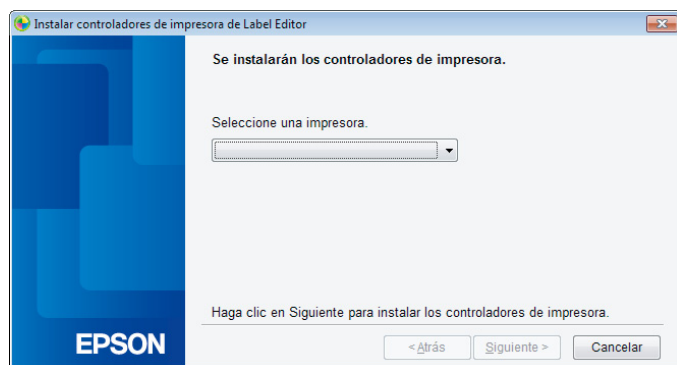 Instalar controladores de impresora de Label Editor
Se instalarán los controladores de impresora.
Seleccione una impresora.
Haga clic en Siguiente para instalar los controladores de impresora.
EPSON
<Atrás
Siguiente >
Cancelar